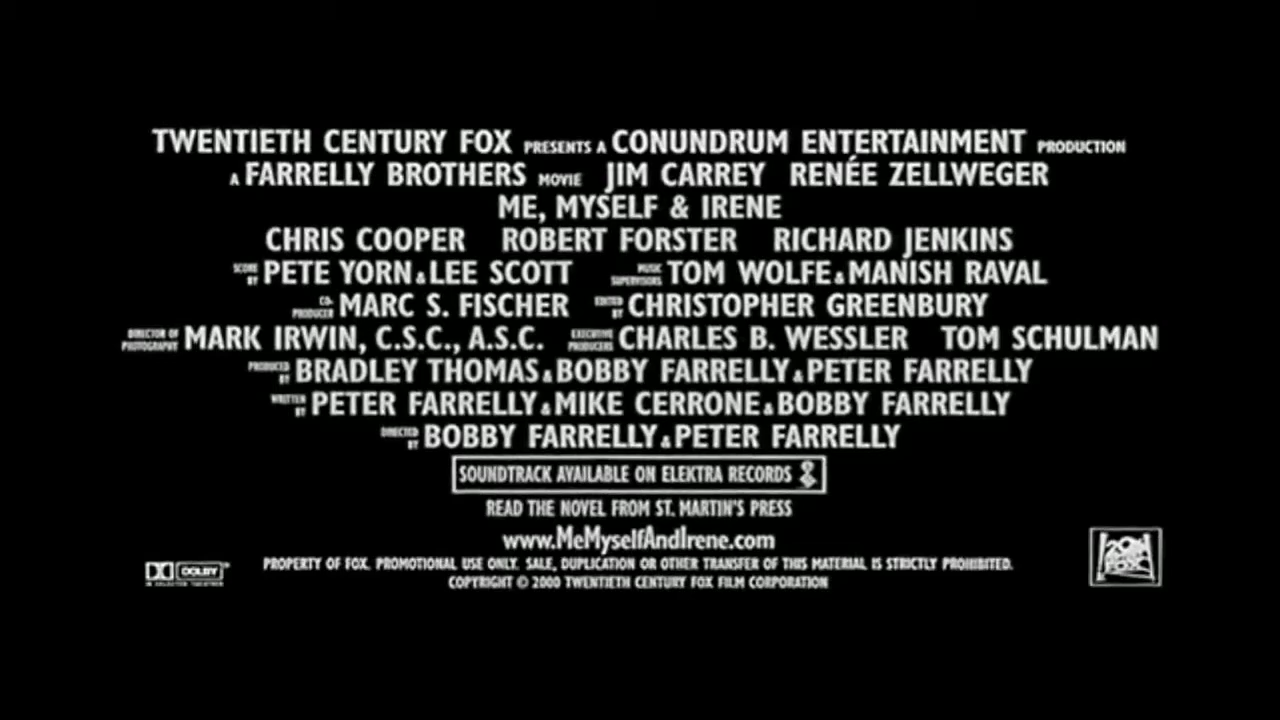 TWENTIETH CENTURY FOX PRESENTS A CONUNDRUM ENTERTAINMENT PRODUCTION
A FARRELLY BROTHERS MOVIE JIM CARREY RENÉE ZELLWEGER
ME, MYSELF & IRENE
CHRIS COOPER ROBERT FORSTER RICHARD JENKINS
SCORE BY PETE YORN & LEE SCOTT MUSIC SUPERVISORS TOM WOLFE & MANISH RAVAL
CO-PRODUCER MARC S. FISCHER EDITED BY CHRISTOPHER GREENBURY
DIRECTOR OF PHOTOGRAPHY MARK IRWIN, C.S.C., A.S.C. EXECUTIVE PRODUCERS CHARLES B. WESSLER TOM SCHULMAN
PRODUCED BY BRADLEY THOMAS & BOBBY FARRELLY & PETER FARRELLY
WRITTEN BY PETER FARRELLY & MIKE CERRONE & BOBBY FARRELLY
DIRECTED BY BOBBY FARRELLY & PETER FARRELLY
SOUNDTRACK AVAILABLE ON ELEKTRA RECORDS
READ THE NOVEL FROM ST. MARTIN'S PRESS
www.MeMyselfAndIrene.com
PROPERTY OF FOX. PROMOTIONAL USE ONLY. SALE, DUPLICATION OR OTHER TRANSFER OF THIS MATERIAL IS STRICTLY PROHIBITED.
COPYRIGHT © 2000 TWENTIETH CENTURY FOX FILM CORPORATION
DOLBY
IN SELECTED THEATRES
20TH CENTURY FOX